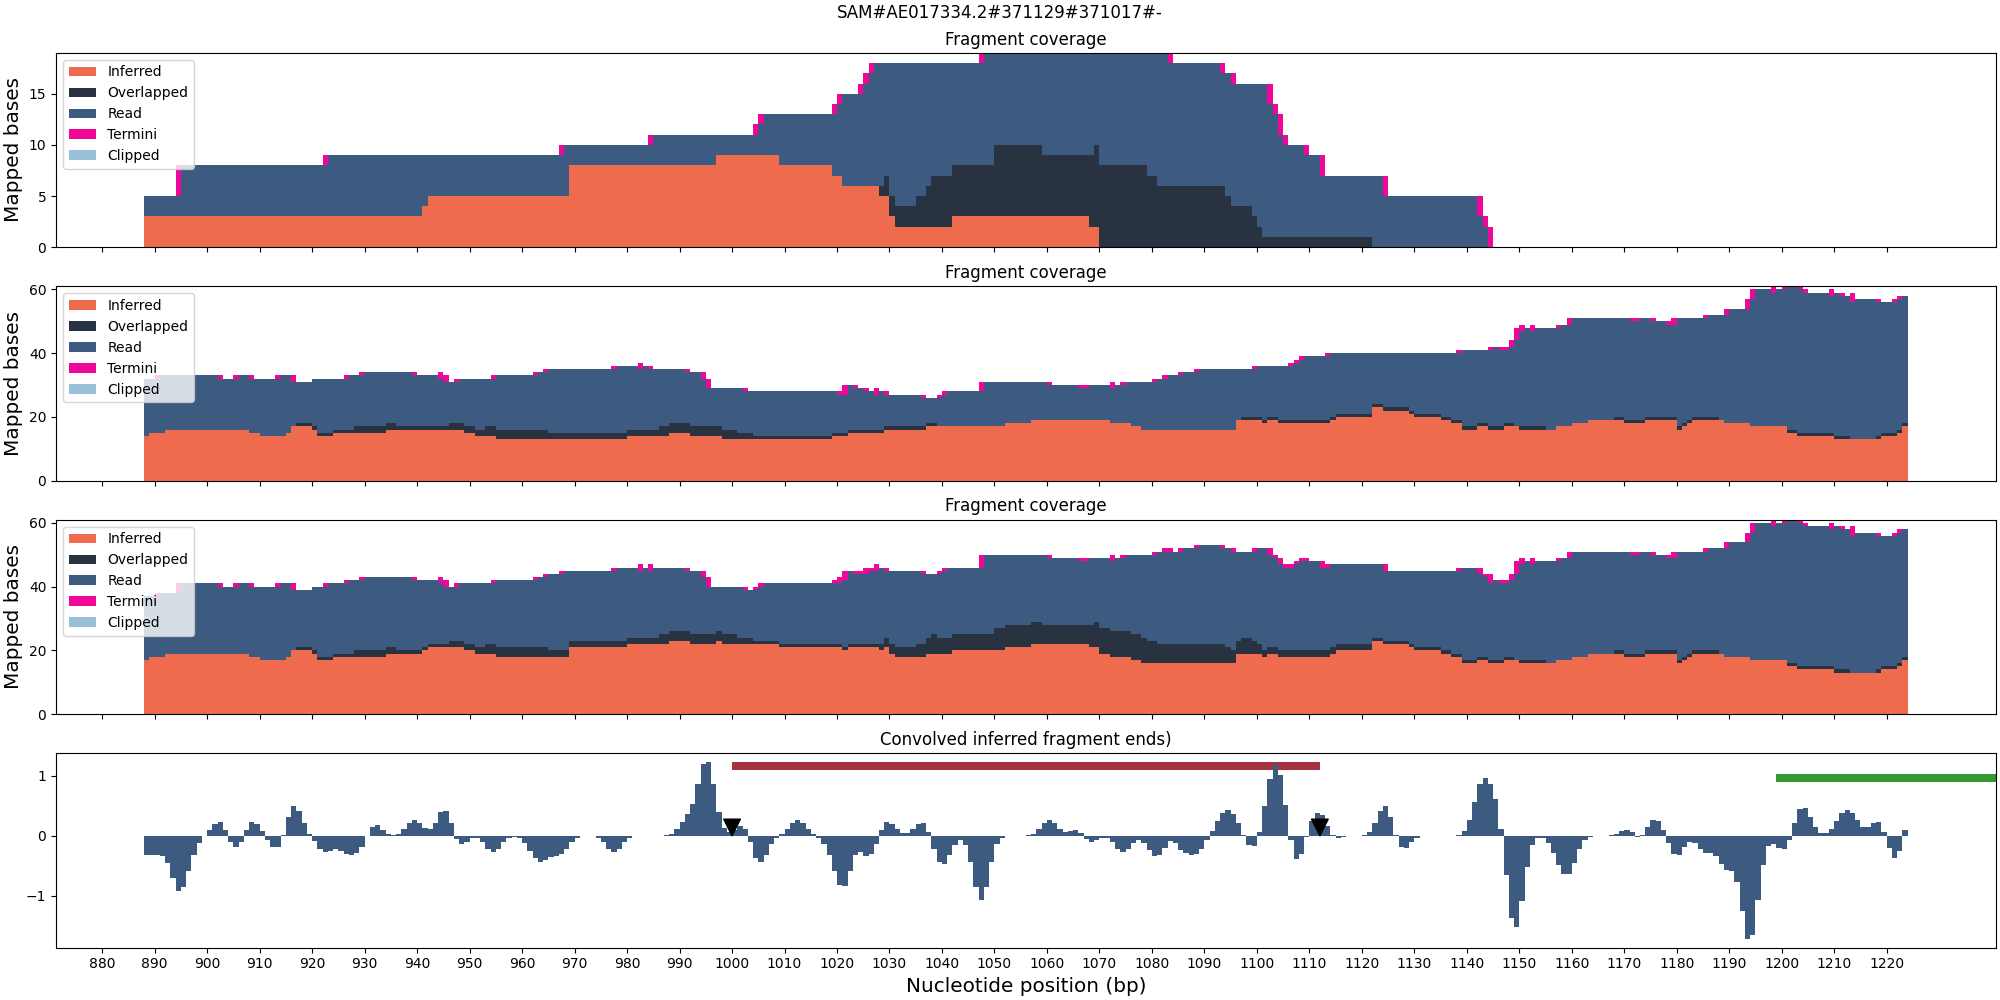 SAM#AE017334.2#371129#371017#-
Fragment coverage
Mapped bases
15
10
5
0
Inferred
Overlapped
Read
Termini
Clipped
Fragment coverage
Mapped bases
60
40
20
0
Inferred
Overlapped
Read
Termini
Clipped
Fragment coverage
Mapped bases
60
40
20
0
Inferred
Overlapped
Read
Termini
Clipped
Convolved inferred fragment ends)
1
0
−1
880 890 900 910 920 930 940 950 960 970 980 990 1000 1010 1020 1030 1040 1050 1060 1070 1080 1090 1100 1110 1120 1130 1140 1150 1160 1170 1180 1190 1200 1210 1220
Nucleotide position (bp)